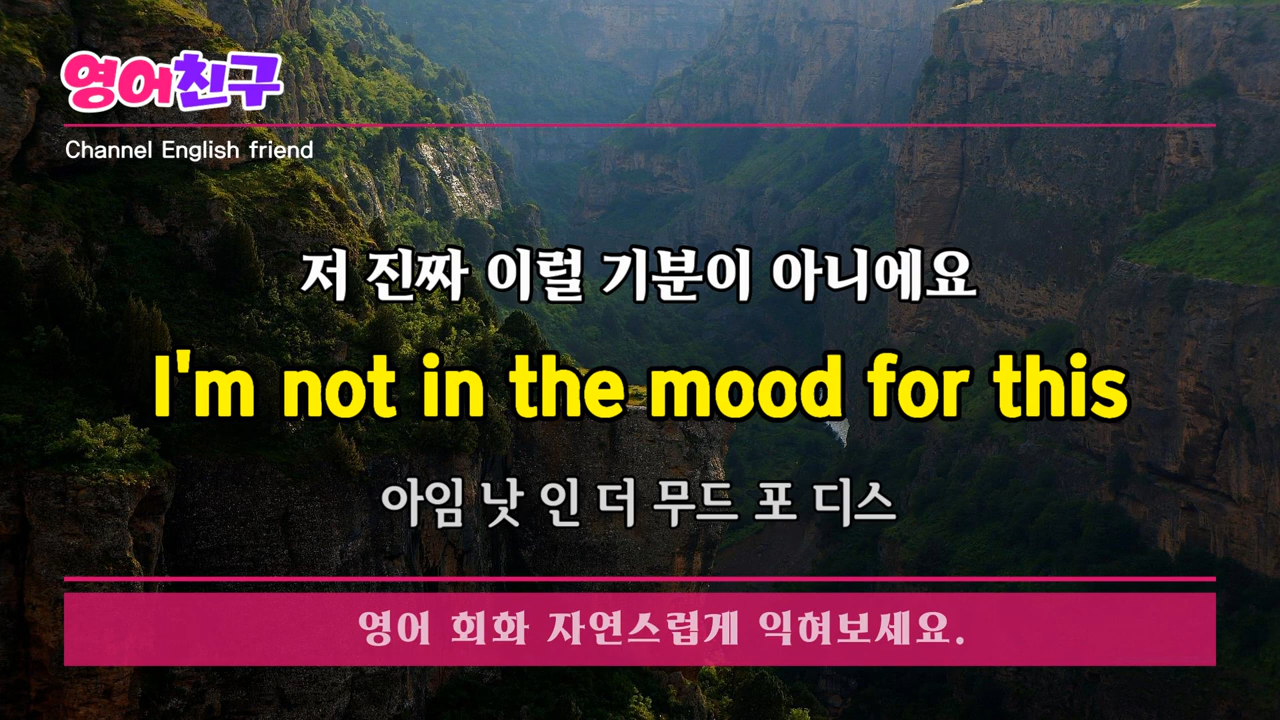 영어친구
Channel English friend
저 진짜 이럴 기분이 아니에요
I'm not in the mood for this
아임 낫 인 더 무드 포 디스
영어 회화 자연스럽게 익혀보세요.